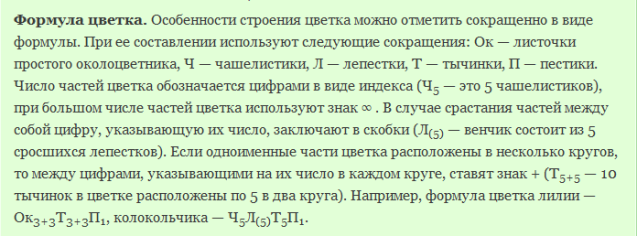 Формула цветка. Особенности строения цветка можно отметить сокращенно в виде
формулы. При ее составлении используют следующие сокращения: Ок — листочки
простого околоцветника, Ч — чашелистики, Л — лепестки, Т — тычинки, П — пестики.
Число частей цветка обозначается цифрами в виде индекса (Ч₅ — это 5 чашелистиков),
при большом числе частей цветка используют знак ∞ . В случае срастания частей между
собой цифру, указывающую их число, заключают в скобки (Л₍₅₎ — венчик состоит из 5
сросшихся лепестков). Если одноименные части цветка расположены в несколько кругов,
то между цифрами, указывающими на их число в каждом круге, ставят знак + (Т₅₊₅ — 10
тычинок в цветке расположены по 5 в два круга). Например, формула цветка лилии —
Ок₃₊₃Т₃₊₃П₁, колокольчика — Ч₅Л₍₅₎Т₅П₁.